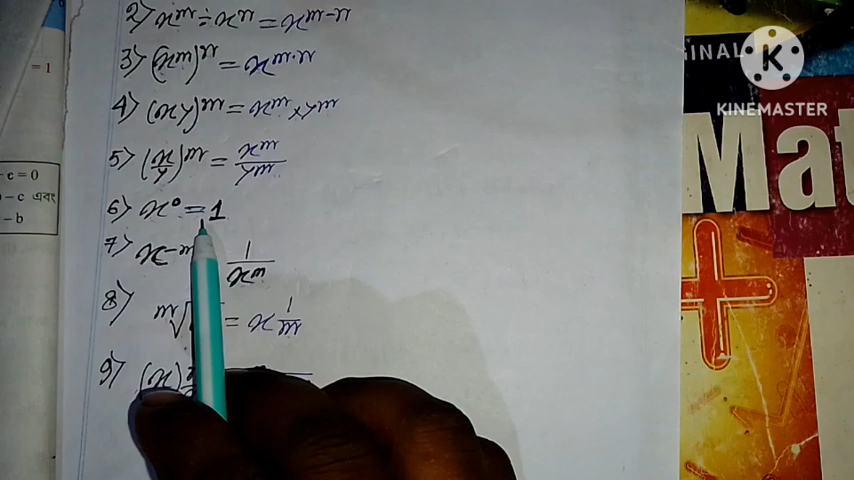 2) x^m ÷ x^n = x^m-n
3) (x^m)^n = x^m·n
4) (xy)^m = x^m × y^m
5) (x/y)^m = x^m/y^m
6) x^0 = 1
7) x^-m 1/x^m
8) m√ = x^1/m
9) (x)
= 1
c = 0
c এবং
- b
INAL
Mat
KINEMASTER